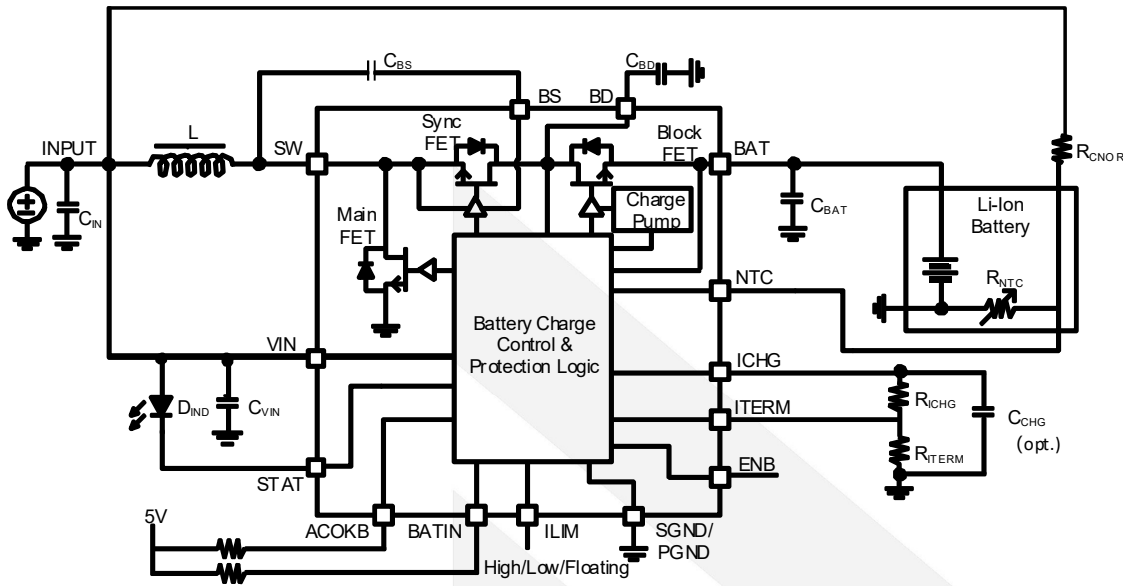 CBS
CBD
BS
BD
Sync
FET
Block
FET
INPUT
L
SW
BAT
RCNOR
CIN
Main
FET
Charge
Pump
CBAT
Li-Ion
Battery
NTC
RNTC
Battery Charge
Control &
Protection Logic
VIN
ICHG
DIND
CVIN
RICHG
CCHG
(opt.)
ITERM
RITERM
STAT
ENB
5V
ACOKB
BATIN
ILIM
SGND/
PGND
High/Low/Floating